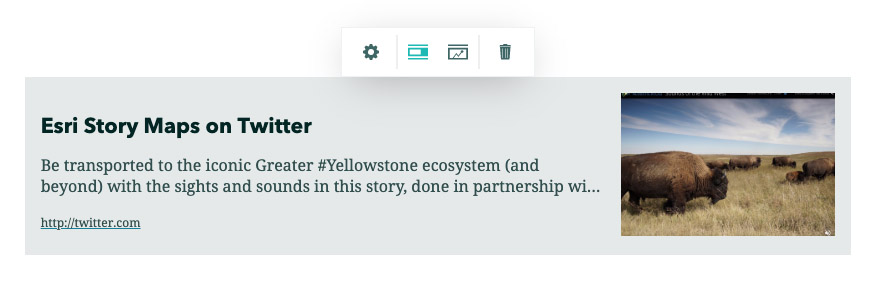 Esri Story Maps on Twitter
Be transported to the iconic Greater #Yellowstone ecosystem (and
beyond) with the sights and sounds in this story, done in partnership wi...
http://twitter.com